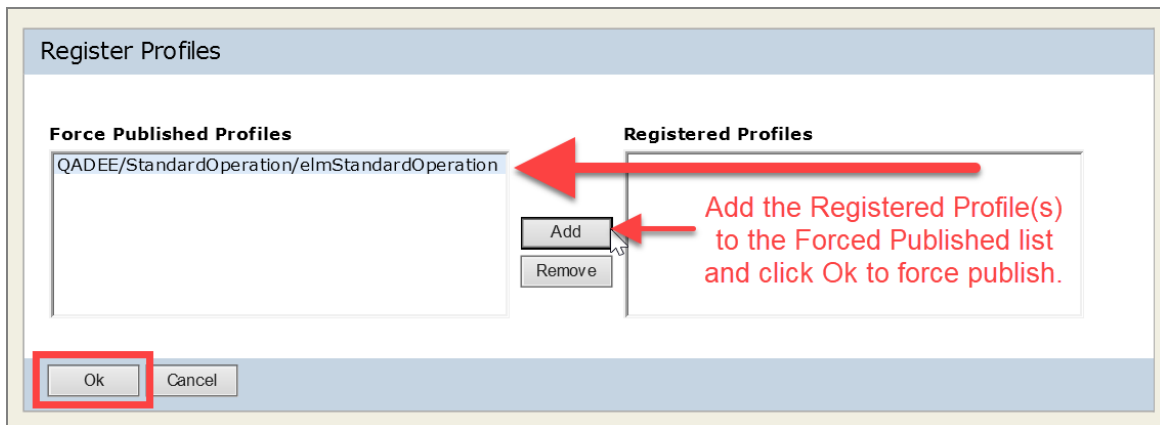 Register Profiles
Force Published Profiles
Registered Profiles
QADEE/StandardOperation/elmStandardOperation
Add
Remove
Add the Registered Profile(s)
to the Forced Published list
and click Ok to force publish.
Ok
Cancel